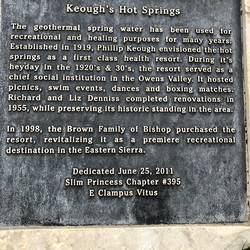 Keough's Hot Springs
The geothermal spring water has been used for
recreational and healing purposes for many years.
Established in 1919, Philip Keough envisioned the hot
springs as a first class health resort. During it's
heyday in the 1920's & 30's, the resort served as a
chief social institution in the Owens Valley. It hosted
picnics, swim events, dances and boxing matches.
Richard and Liz Denniss completed renovations in
1955, while preserving its historic standing in the area.
In 1998, the Brown Family of Bishop purchased the
resort, revitalizing it as a premiere recreational
destination in the Eastern Sierra.
Dedicated June 25, 2011
Slim Princess Chapter #395
E Clampus Vitus